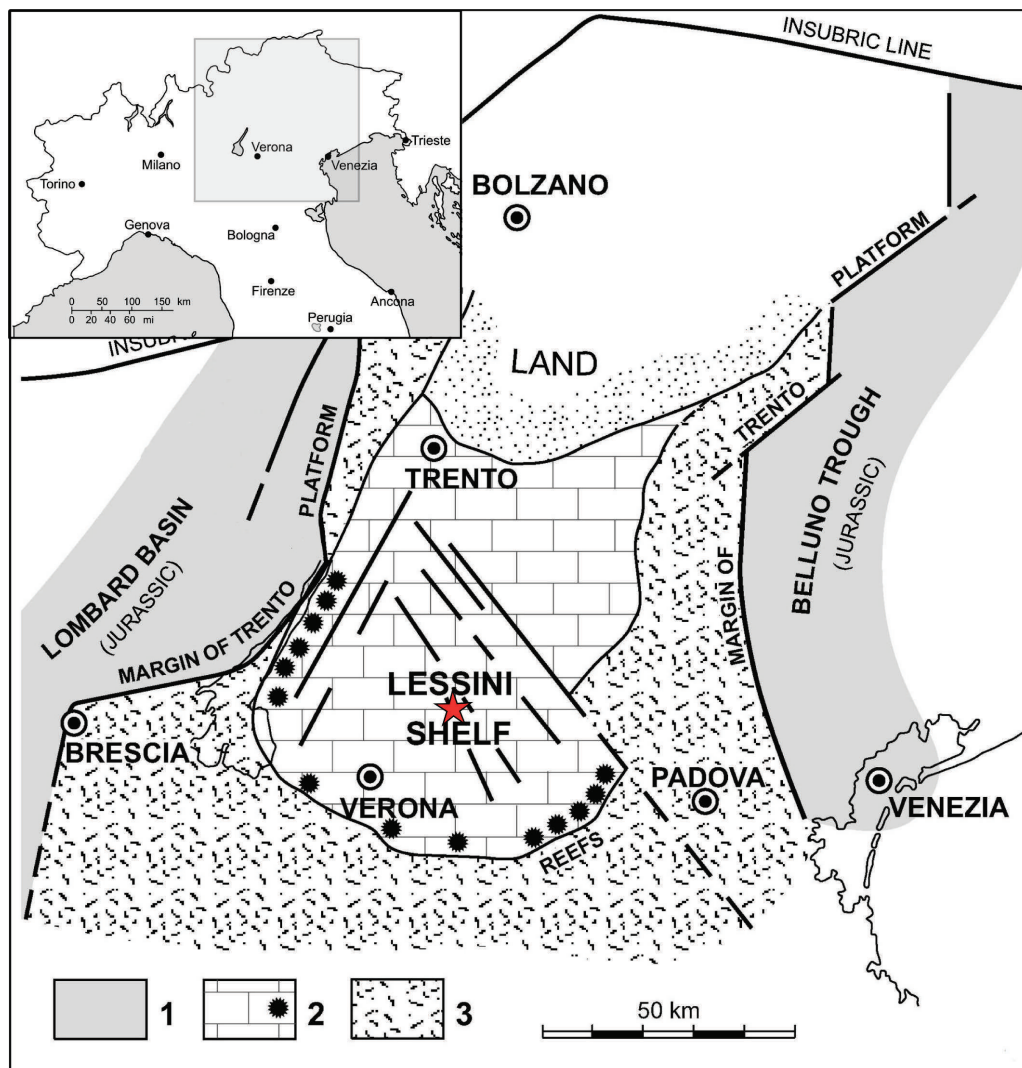 INSUBRIC LINE
Trieste
Verona
Venezia
Milano
Torino
Genova
Bologna
Firenze
Ancona
Perugia
0 50 100 150 km
0 20 40 60 mi
BOLZANO
PLATFORM
LAND
TRENTO
TRENTO
PLATFORM
BELLUNO TROUGH
(JURASSIC)
LOMBARD BASIN
(JURASSIC)
MARGIN OF TRENTO
MARGIN OF
LESSINI
SHELF
BRESCIA
VERONA
PADOVA
VENEZIA
REEFS
1
2
3
50 km